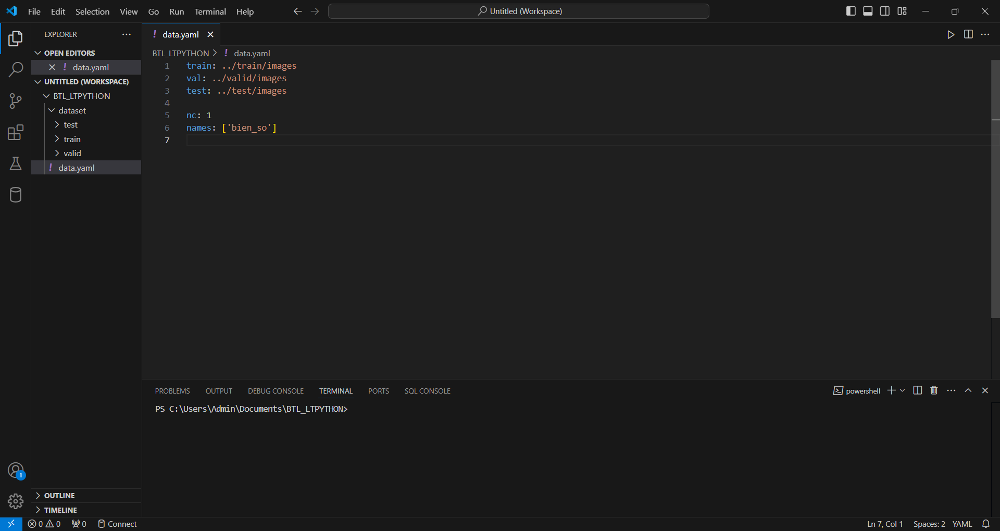 File Edit Selection View Go Run Terminal Help
Untitled (Workspace)
EXPLORER
OPEN EDITORS
data.yaml
UNTITLED (WORKSPACE)
BTL_LTPYTHON
dataset
test
train
valid
data.yaml
OUTLINE
TIMELINE
data.yaml
BTL_LTPYTHON > ! data.yaml
1 train: ../train/images
2 val: ../valid/images
3 test: ../test/images
4
5 nc: 1
6 names: ['bien_so']
7
PROBLEMS OUTPUT DEBUG CONSOLE TERMINAL PORTS SQL CONSOLE
powershell
PS C:\Users\Admin\Documents\BTL_LTPYTHON>
1
0 0 0 Connect
Ln 7, Col 1 Spaces: 2 YAML